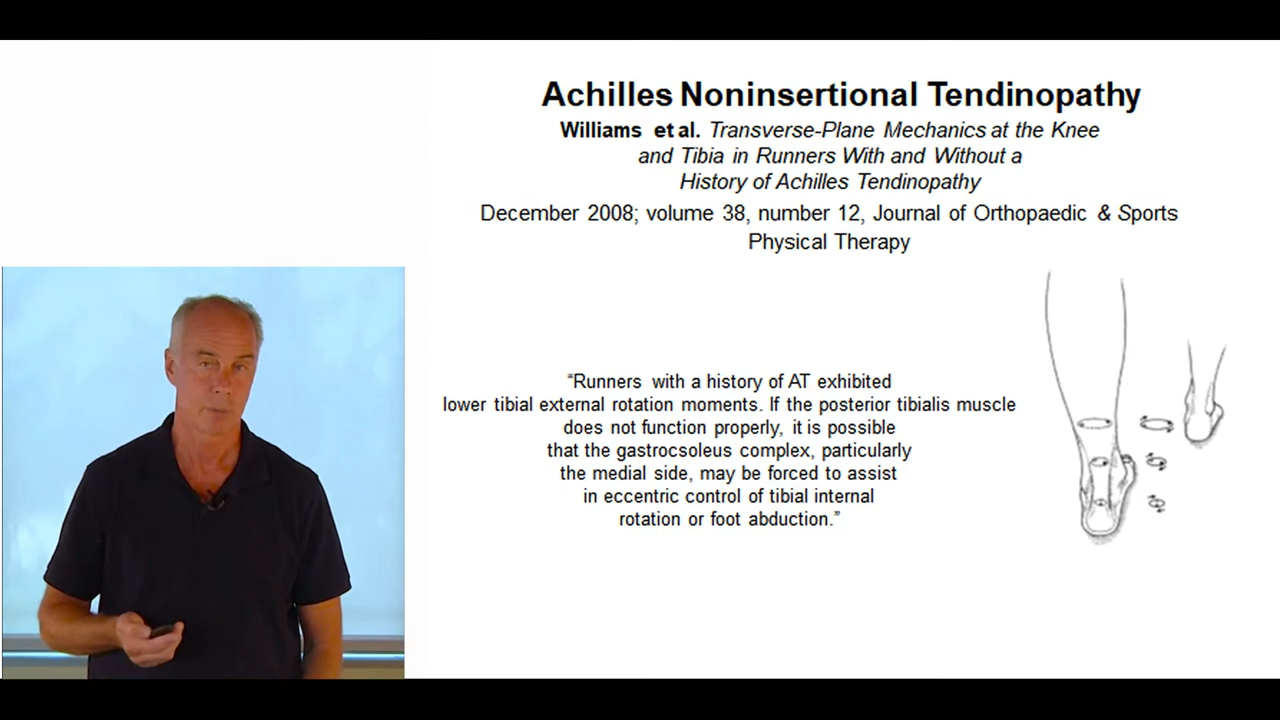 Achilles Noninsertional Tendinopathy
Williams et al. Transverse-Plane Mechanics at the Knee
and Tibia in Runners With and Without a
History of Achilles Tendinopathy
December 2008; volume 38, number 12, Journal of Orthopaedic & Sports
Physical Therapy
“Runners with a history of AT exhibited
lower tibial external rotation moments. If the posterior tibialis muscle
does not function properly, it is possible
that the gastrocsoleus complex, particularly
the medial side, may be forced to assist
in eccentric control of tibial internal
rotation or foot abduction.”